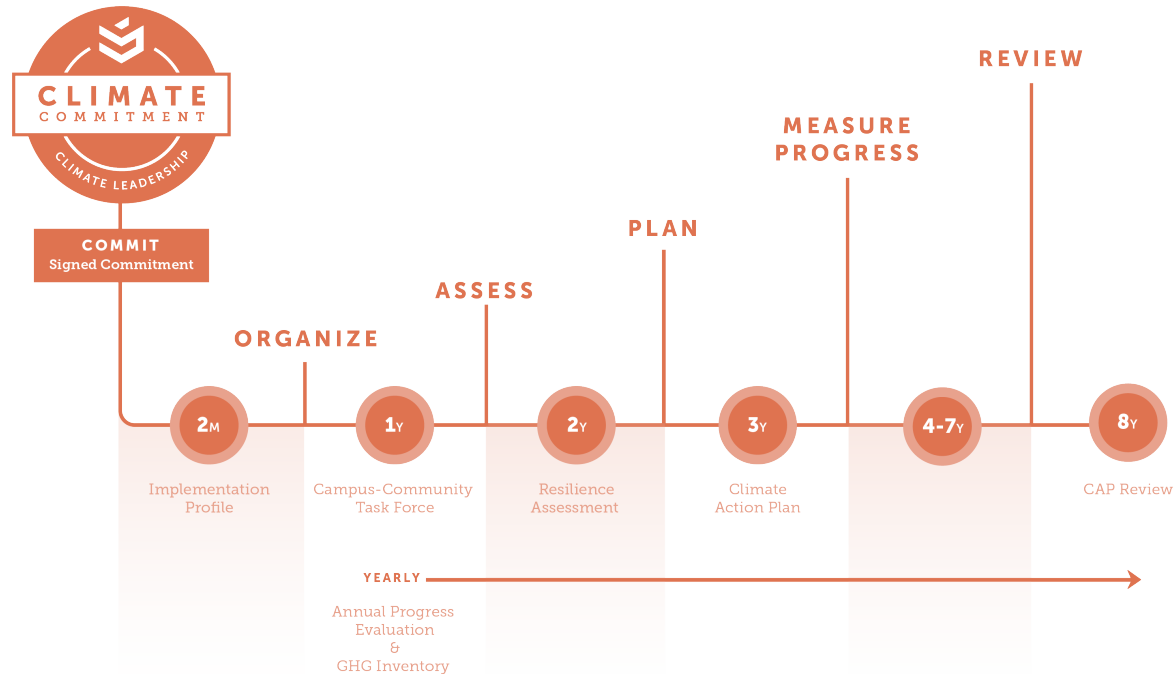 CLIMATE
COMMITMENT
CLIMATE LEADERSHIP
COMMIT
Signed Commitment
ORGANIZE
ASSESS
PLAN
MEASURE
PROGRESS
REVIEW
2M
1Y
2Y
3Y
4-7Y
8Y
Implementation
Profile
Campus-Community
Task Force
Resilience
Assessment
Climate
Action Plan
CAP Review
YEARLY
Annual Progress
Evaluation
&
GHG Inventory